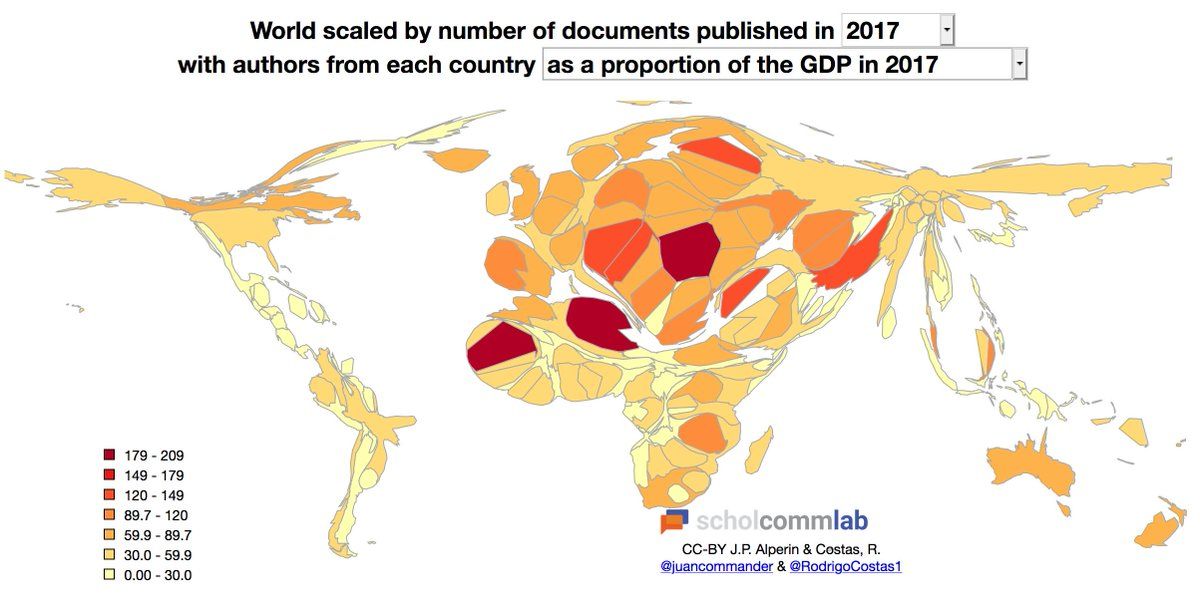 World scaled by number of documents published in 2017
with authors from each country as a proportion of the GDP in 2017
179 - 209
149 - 179
120 - 149
89.7 - 120
59.9 - 89.7
30.0 - 59.9
0.00 - 30.0
scholcommlab
CC-BY J.P. Alperin & Costas, R.
@juancommander & @RodrigoCostas1